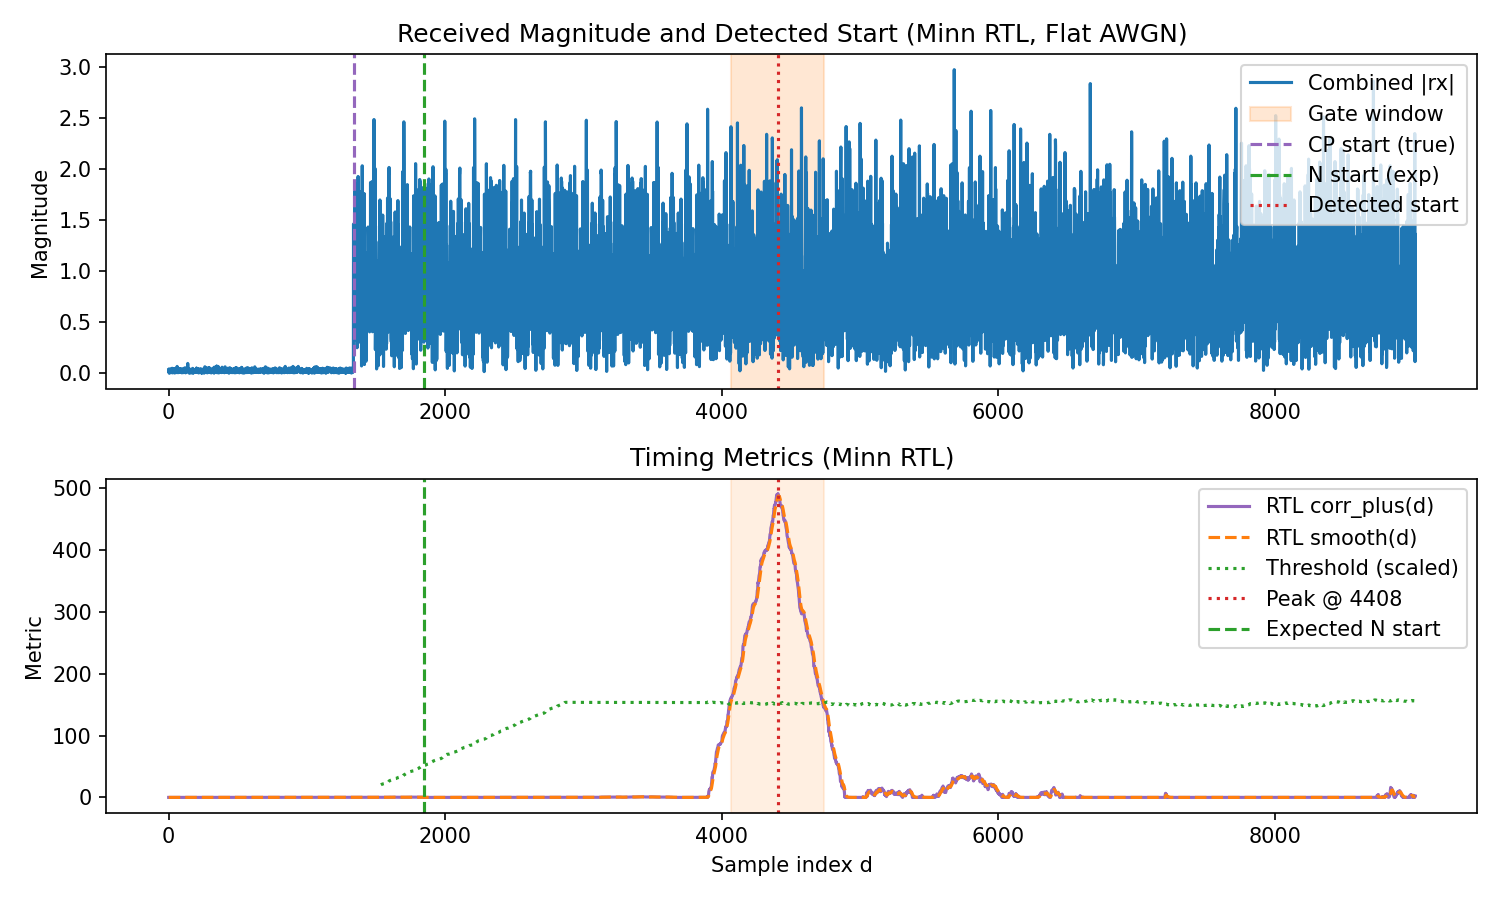 Received Magnitude and Detected Start (Minn RTL, Flat AWGN)
3.0
2.5
2.0
1.5
1.0
0.5
0.0
Magnitude
Combined |rx|
Gate window
CP start (true)
N start (exp)
Detected start
0
2000
4000
6000
8000
Timing Metrics (Minn RTL)
500
400
300
200
100
0
Metric
RTL corr_plus(d)
RTL smooth(d)
Threshold (scaled)
Peak @ 4408
Expected N start
0
2000
4000
6000
8000
Sample index d